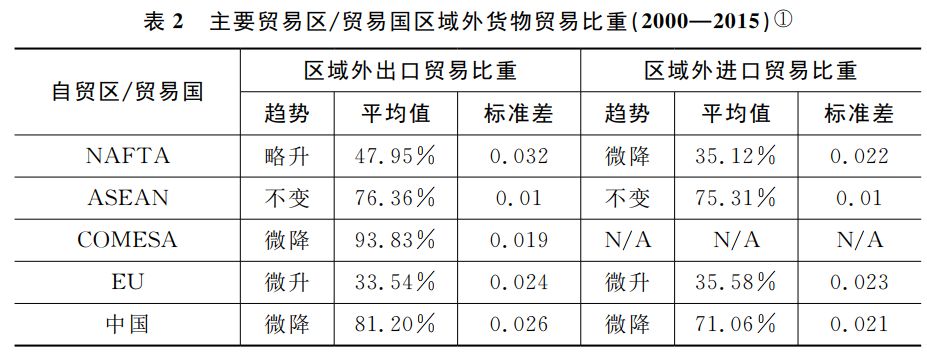 表 2 主要贸易区/贸易国区域外货物贸易比重(2000—2015)①
自贸区/贸易国 区域外出口贸易比重 区域外进口贸易比重
趋势 平均值 标准差 趋势 平均值 标准差
NAFTA 略升 47.95% 0.032 微降 35.12% 0.022
ASEAN 不变 76.36% 0.01 不变 75.31% 0.01
COMESA 微降 93.83% 0.019 N/A N/A N/A
EU 微升 33.54% 0.024 微升 35.58% 0.023
中国 微降 81.20% 0.026 微降 71.06% 0.021